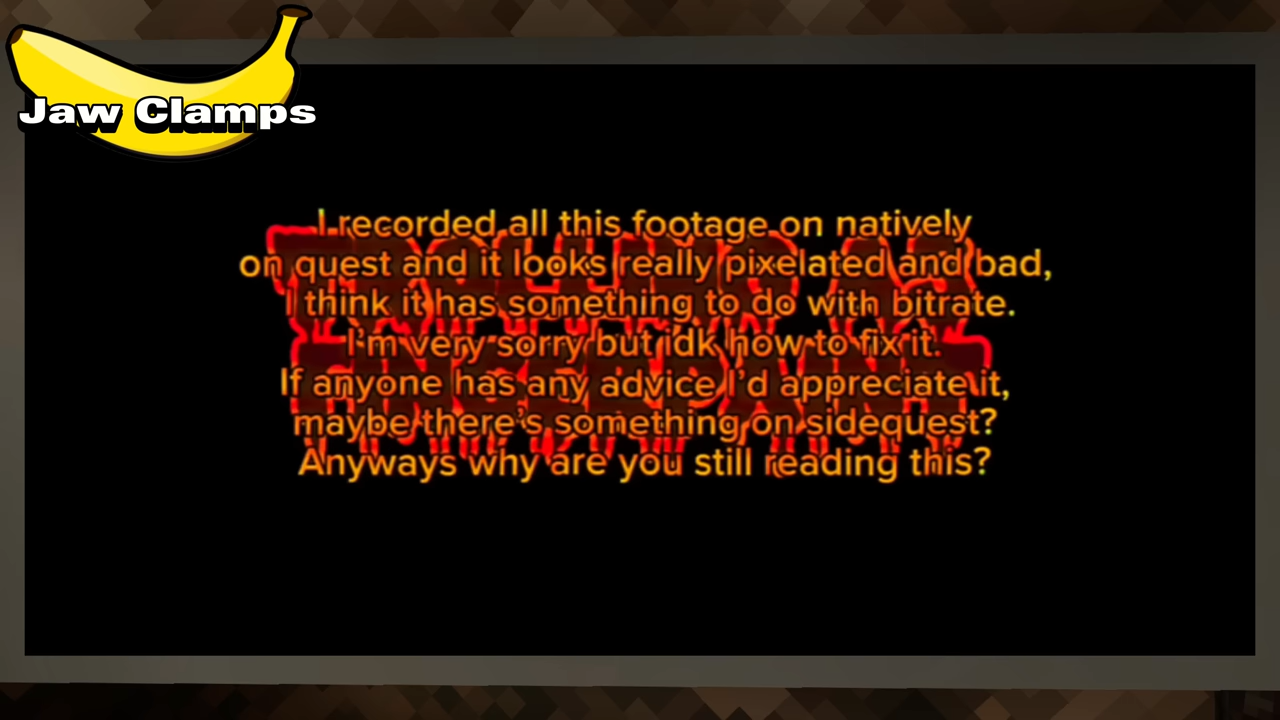 Jaw Clamps
I recorded all this footage on natively
on quest and it looks really pixelated and bad,
I think it has something to do with bitrate.
I'm very sorry but idk how to fix it.
If anyone has any advice I'd appreciate it,
maybe there's something on sidequest?
Anyways why are you still reading this?